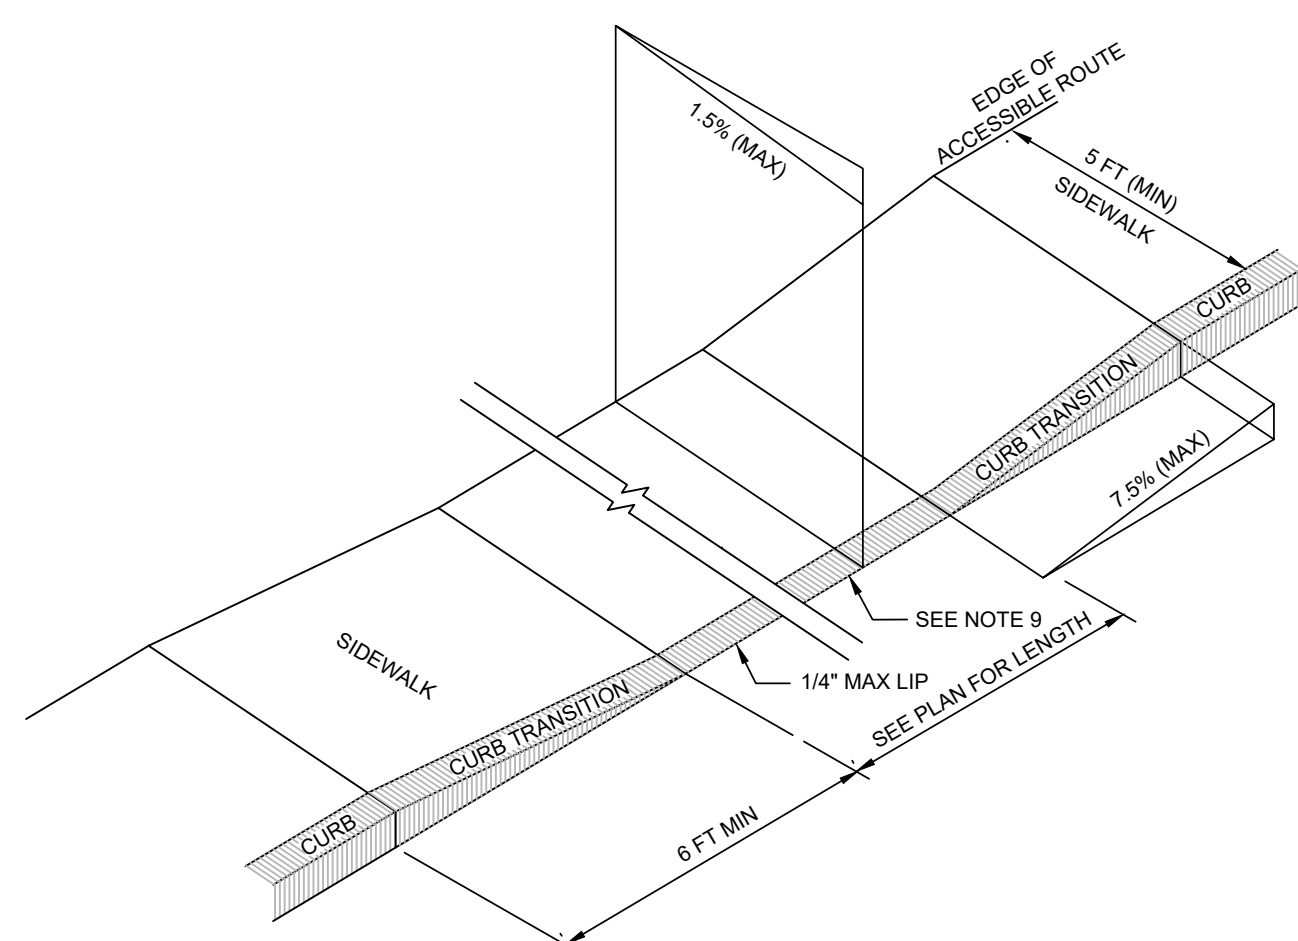 EDGE OF
ACCESSIBLE ROUTE
1.5% (MAX)
5 FT (MIN)
SIDEWALK
CURB
CURB TRANSITION
7.5% (MAX)
SEE NOTE 9
SIDEWALK
1/4" MAX LIP
SEE PLAN FOR LENGTH
CURB TRANSITION
CURB
6 FT MIN